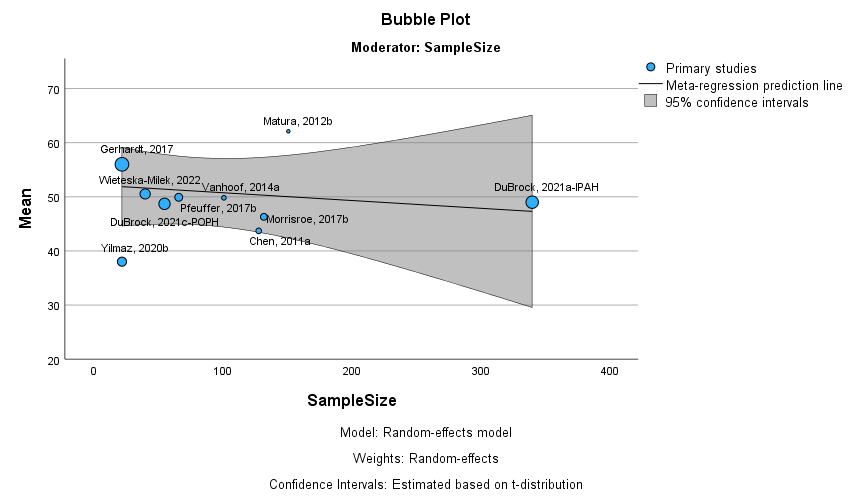 Bubble Plot
Moderator: SampleSize
Primary studies
Meta-regression prediction line
95% confidence intervals
70
60
50
40
30
20
Mean
Matura, 2012b
Gerhardt, 2017
Wieteska-Milek, 2022
Vanhoof, 2014a
DuBrock, 2021a-IPAH
Pfeuffer, 2017b
Morrisroe, 2017b
DuBrock, 2021c-POPH
Chen, 2011a
Yilmaz, 2020b
0 100 200 300 400
SampleSize
Model: Random-effects model
Weights: Random-effects
Confidence Intervals: Estimated based on t-distribution